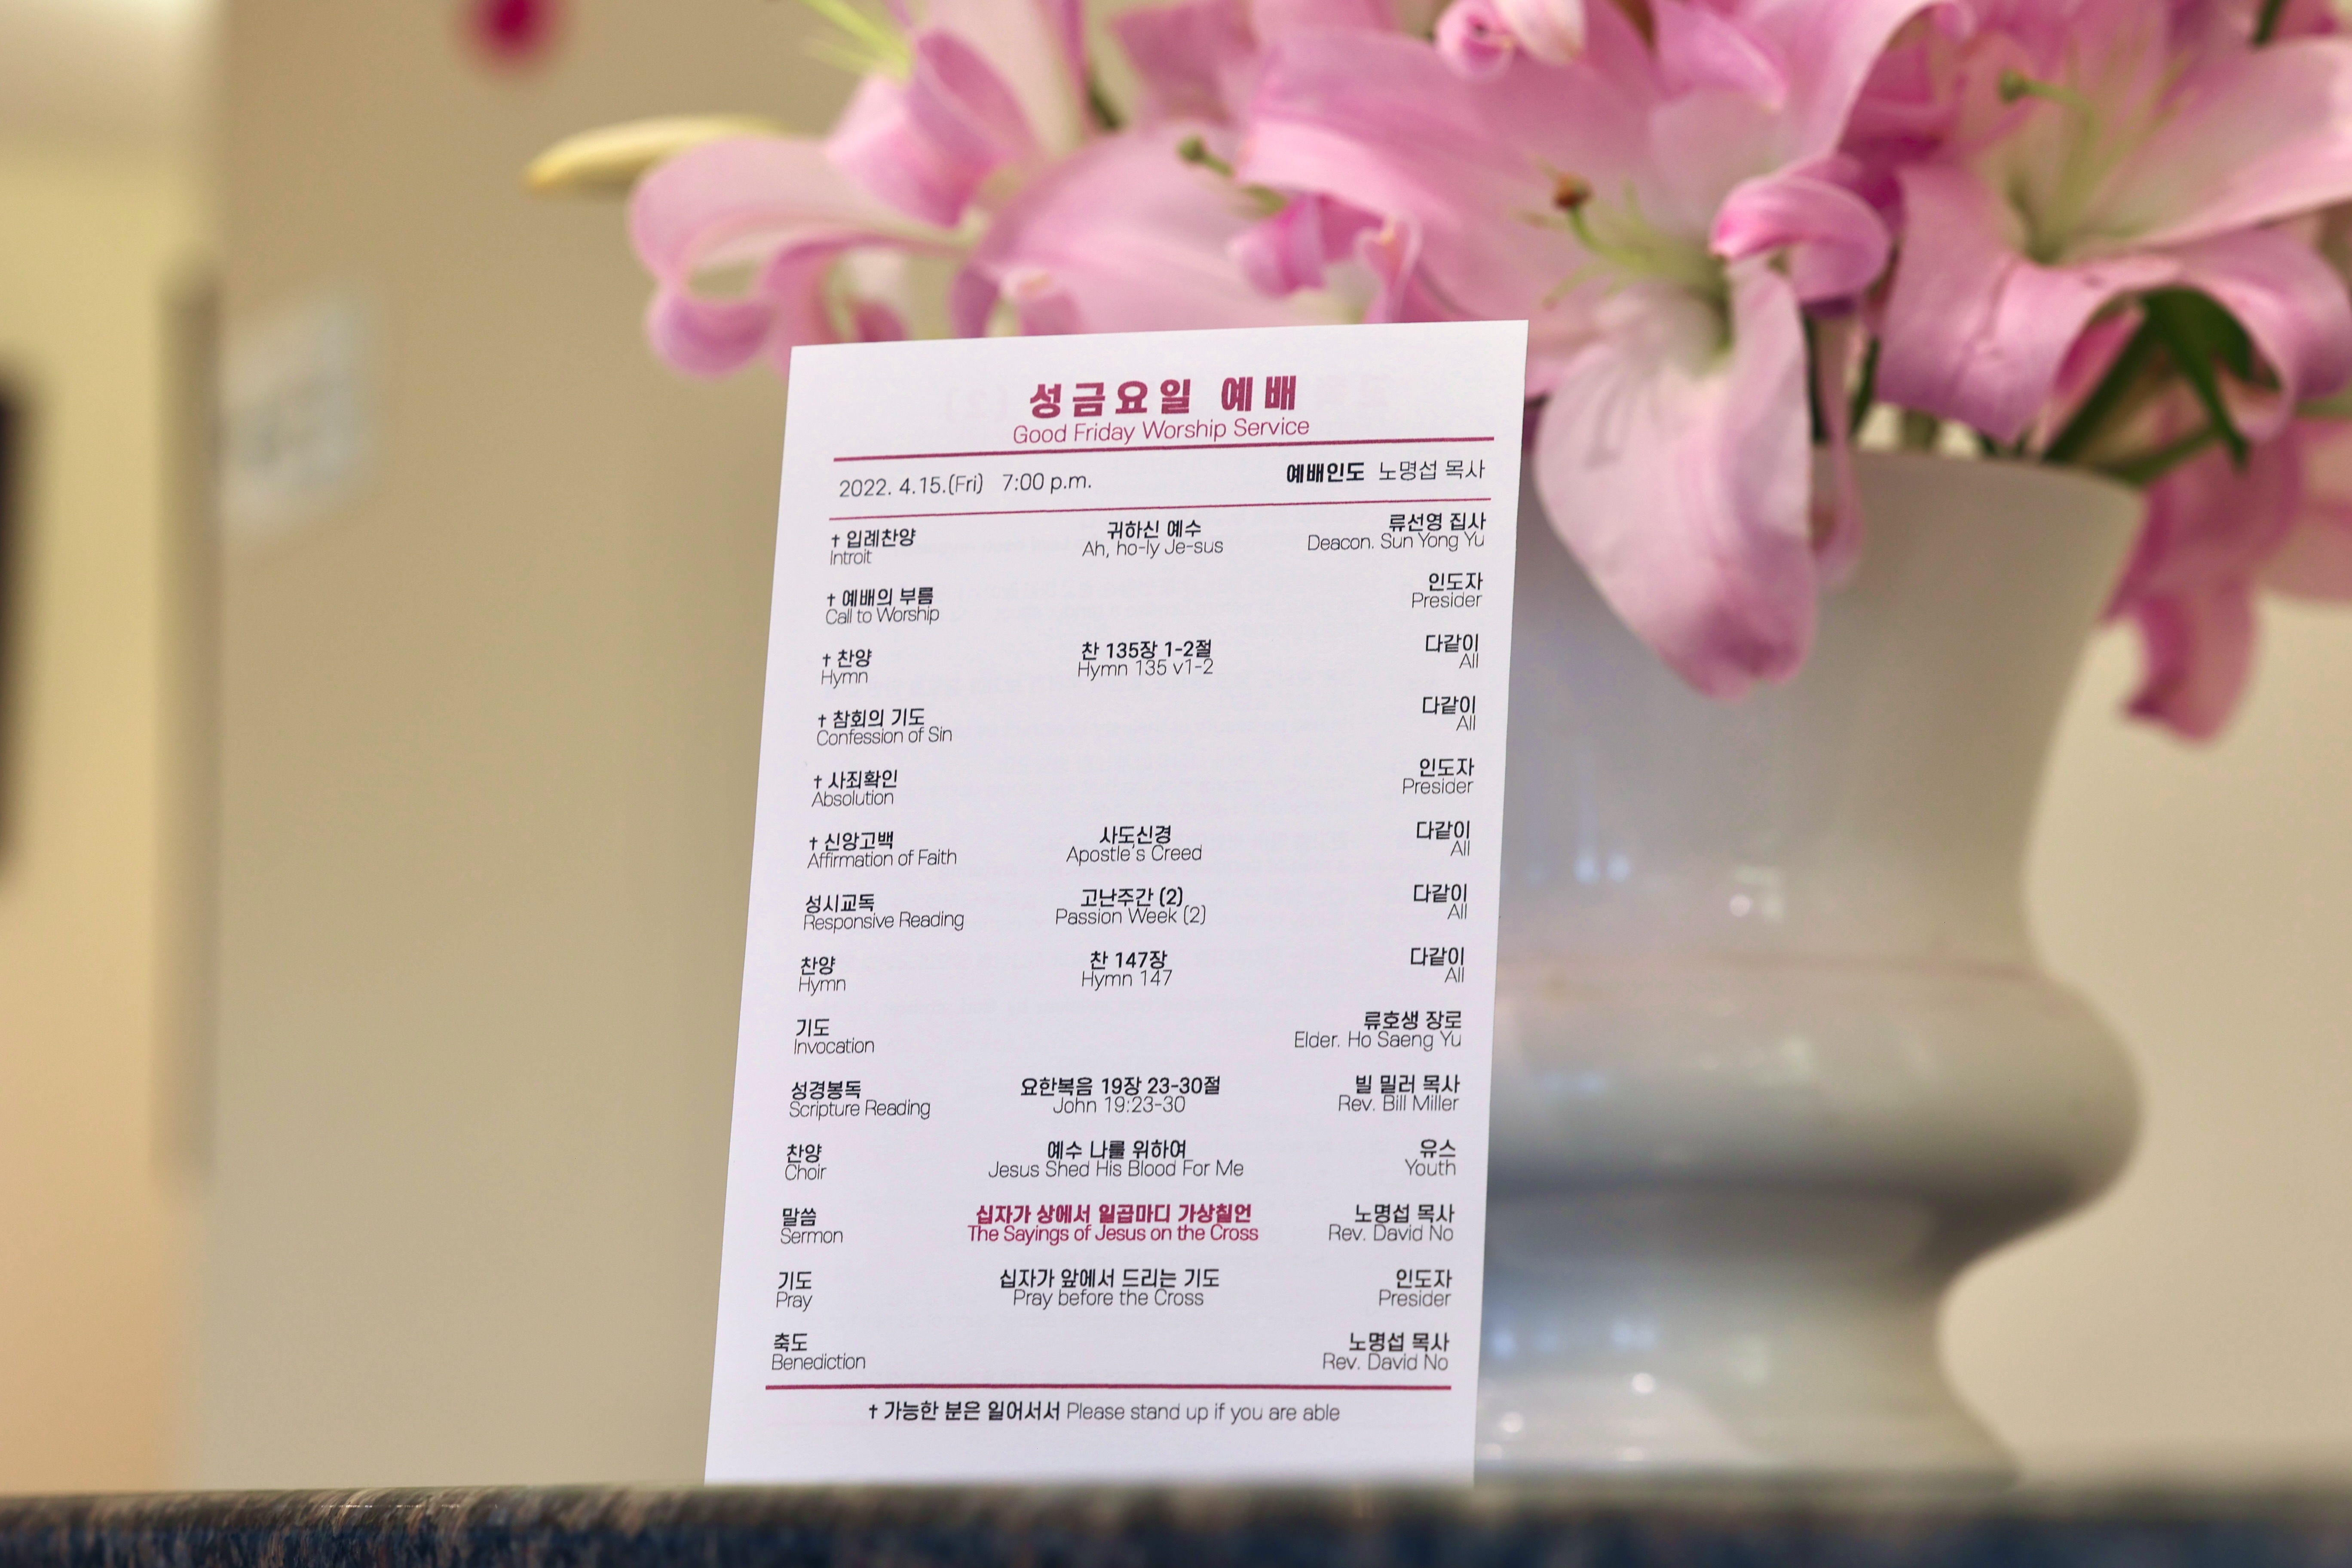 성금요일 예배
Good Friday Worship Service
2022. 4.15.(Fri) 7:00 p.m. 예배인도 노명섭 목사
† 입례찬양 귀하신 예수 류선영 집사
Introit Ah, ho-ly Je-sus Deacon. Sun Yong Yu
† 예배의 부름 인도자
Call to Worship Presider
† 찬양 찬 135장 1-2절 다같이
Hymn Hymn 135 v1-2 All
† 참회의 기도 다같이
Confession of Sin All
† 사죄확인 인도자
Absolution Presider
† 신앙고백 사도신경 다같이
Affirmation of Faith Apostle's Creed All
성시교독 고난주간 (2) 다같이
Responsive Reading Passion Week (2) All
찬양 찬 147장 다같이
Hymn Hymn 147 All
기도 류호생 장로
Invocation Elder. Ho Saeng Yu
성경봉독 요한복음 19장 23-30절 빌 밀러 목사
Scripture Reading John 19:23-30 Rev. Bill Miller
찬양 예수 나를 위하여 유스
Choir Jesus Shed His Blood For Me Youth
말씀 십자가 상에서 일곱마디 가상칠언 노명섭 목사
Sermon The Sayings of Jesus on the Cross Rev. David No
기도 십자가 앞에서 드리는 기도 인도자
Pray Pray before the Cross Presider
축도 노명섭 목사
Benediction Rev. David No
† 가능한 분은 일어서서 Please stand up if you are able